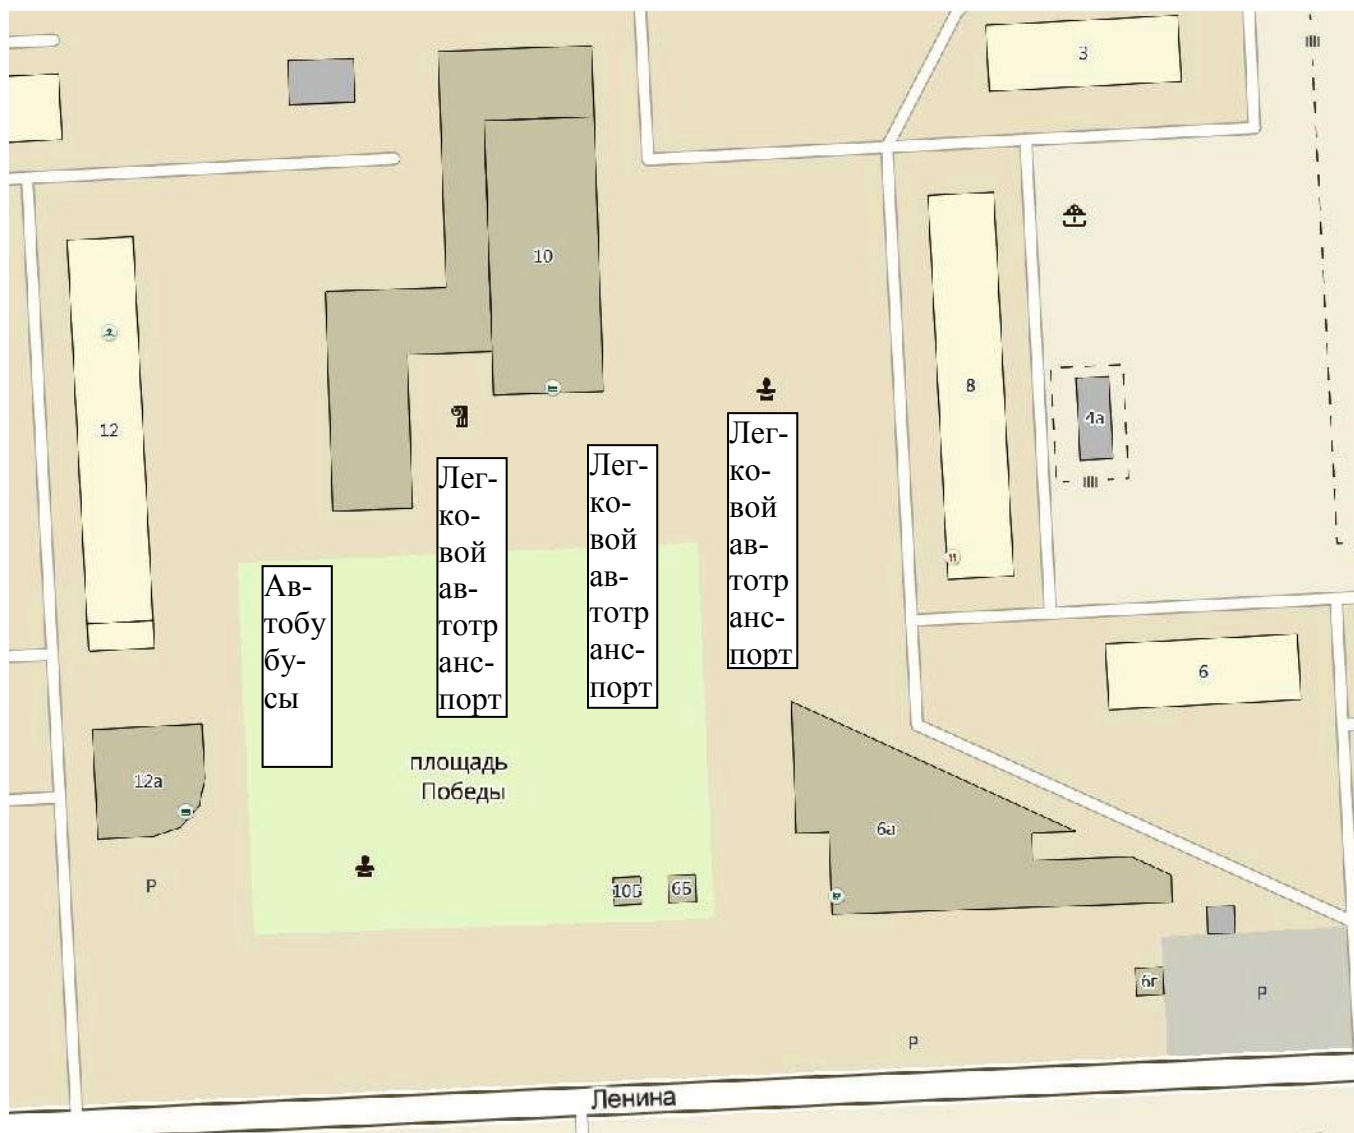 3
10
8
4а
12
Лег-
ко-
вой
ав-
тотр
анс-
порт
Лег-
ко-
вой
ав-
тотр
анс-
порт
Лег-
ко-
вой
ав-
тотр
анс-
порт
Ав-
тобу
бу-
сы
6
12а
площадь
Победы
6а
P
10Б
6Б
6г
P
P
Ленина